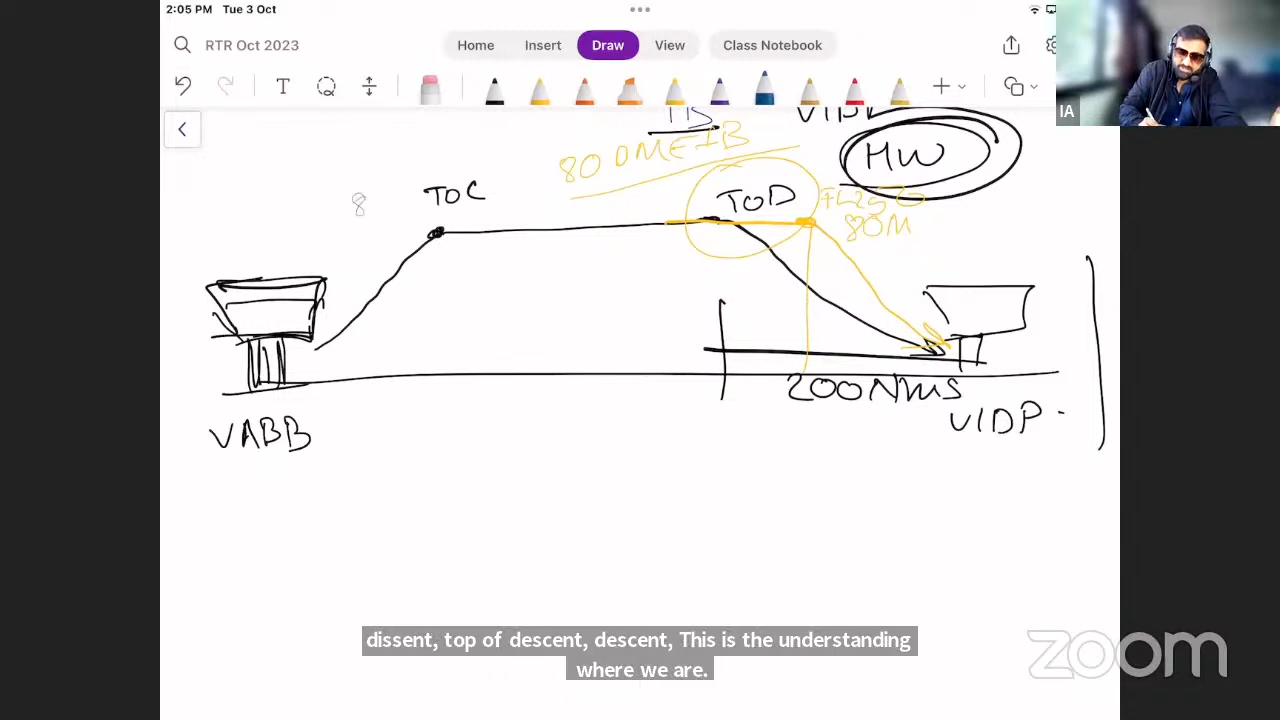 2:05 PM Tue 3 Oct
RTR Oct 2023
Home Insert Draw View Class Notebook
IA
VIDP
HW
80 DME IB
TOC
TOD
FL250
80M
8
200Nms
VABB
VIDP
dissent, top of descent, descent, This is the understanding
where we are.
zoom